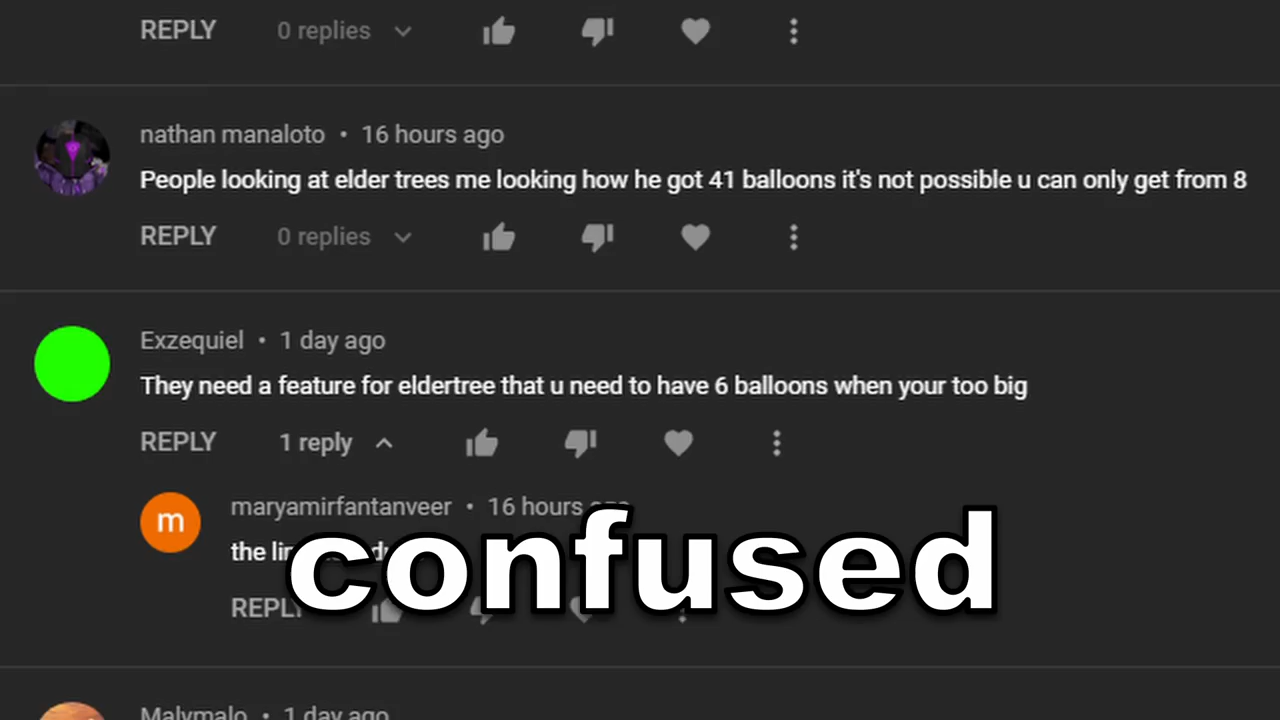 REPLY 0 replies
nathan manaloto • 16 hours ago
People looking at elder trees me looking how he got 41 balloons it's not possible u can only get from 8
REPLY 0 replies
Exzequiel • 1 day ago
They need a feature for eldertree that u need to have 6 balloons when your too big
REPLY 1 reply
m
maryamirfantanveer • 16 hours ago
the
confused
REPLY
Malymalo • 1 day ago